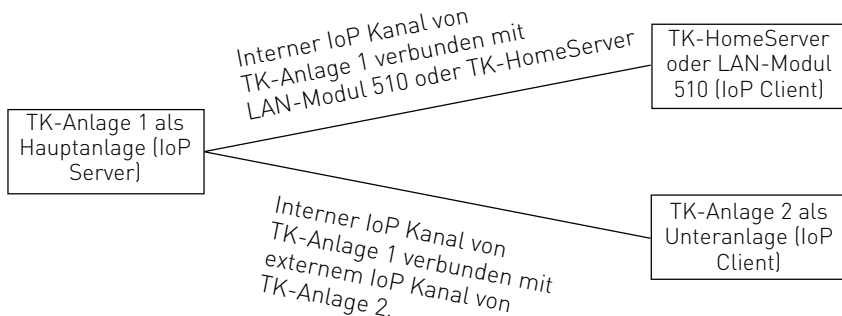 Interner IoP Kanal von
TK-Anlage 1 verbunden mit
LAN-Modul 510 oder TK-HomeServer
TK-HomeServer
oder LAN-Modul
510 (IoP Client)
TK-Anlage 1 als
Hauptanlage (IoP
Server)
Interner IoP Kanal von
TK-Anlage 1 verbunden mit
externem IoP Kanal von
TK-Anlage 2.
TK-Anlage 2 als
Unteranlage (IoP
Client)